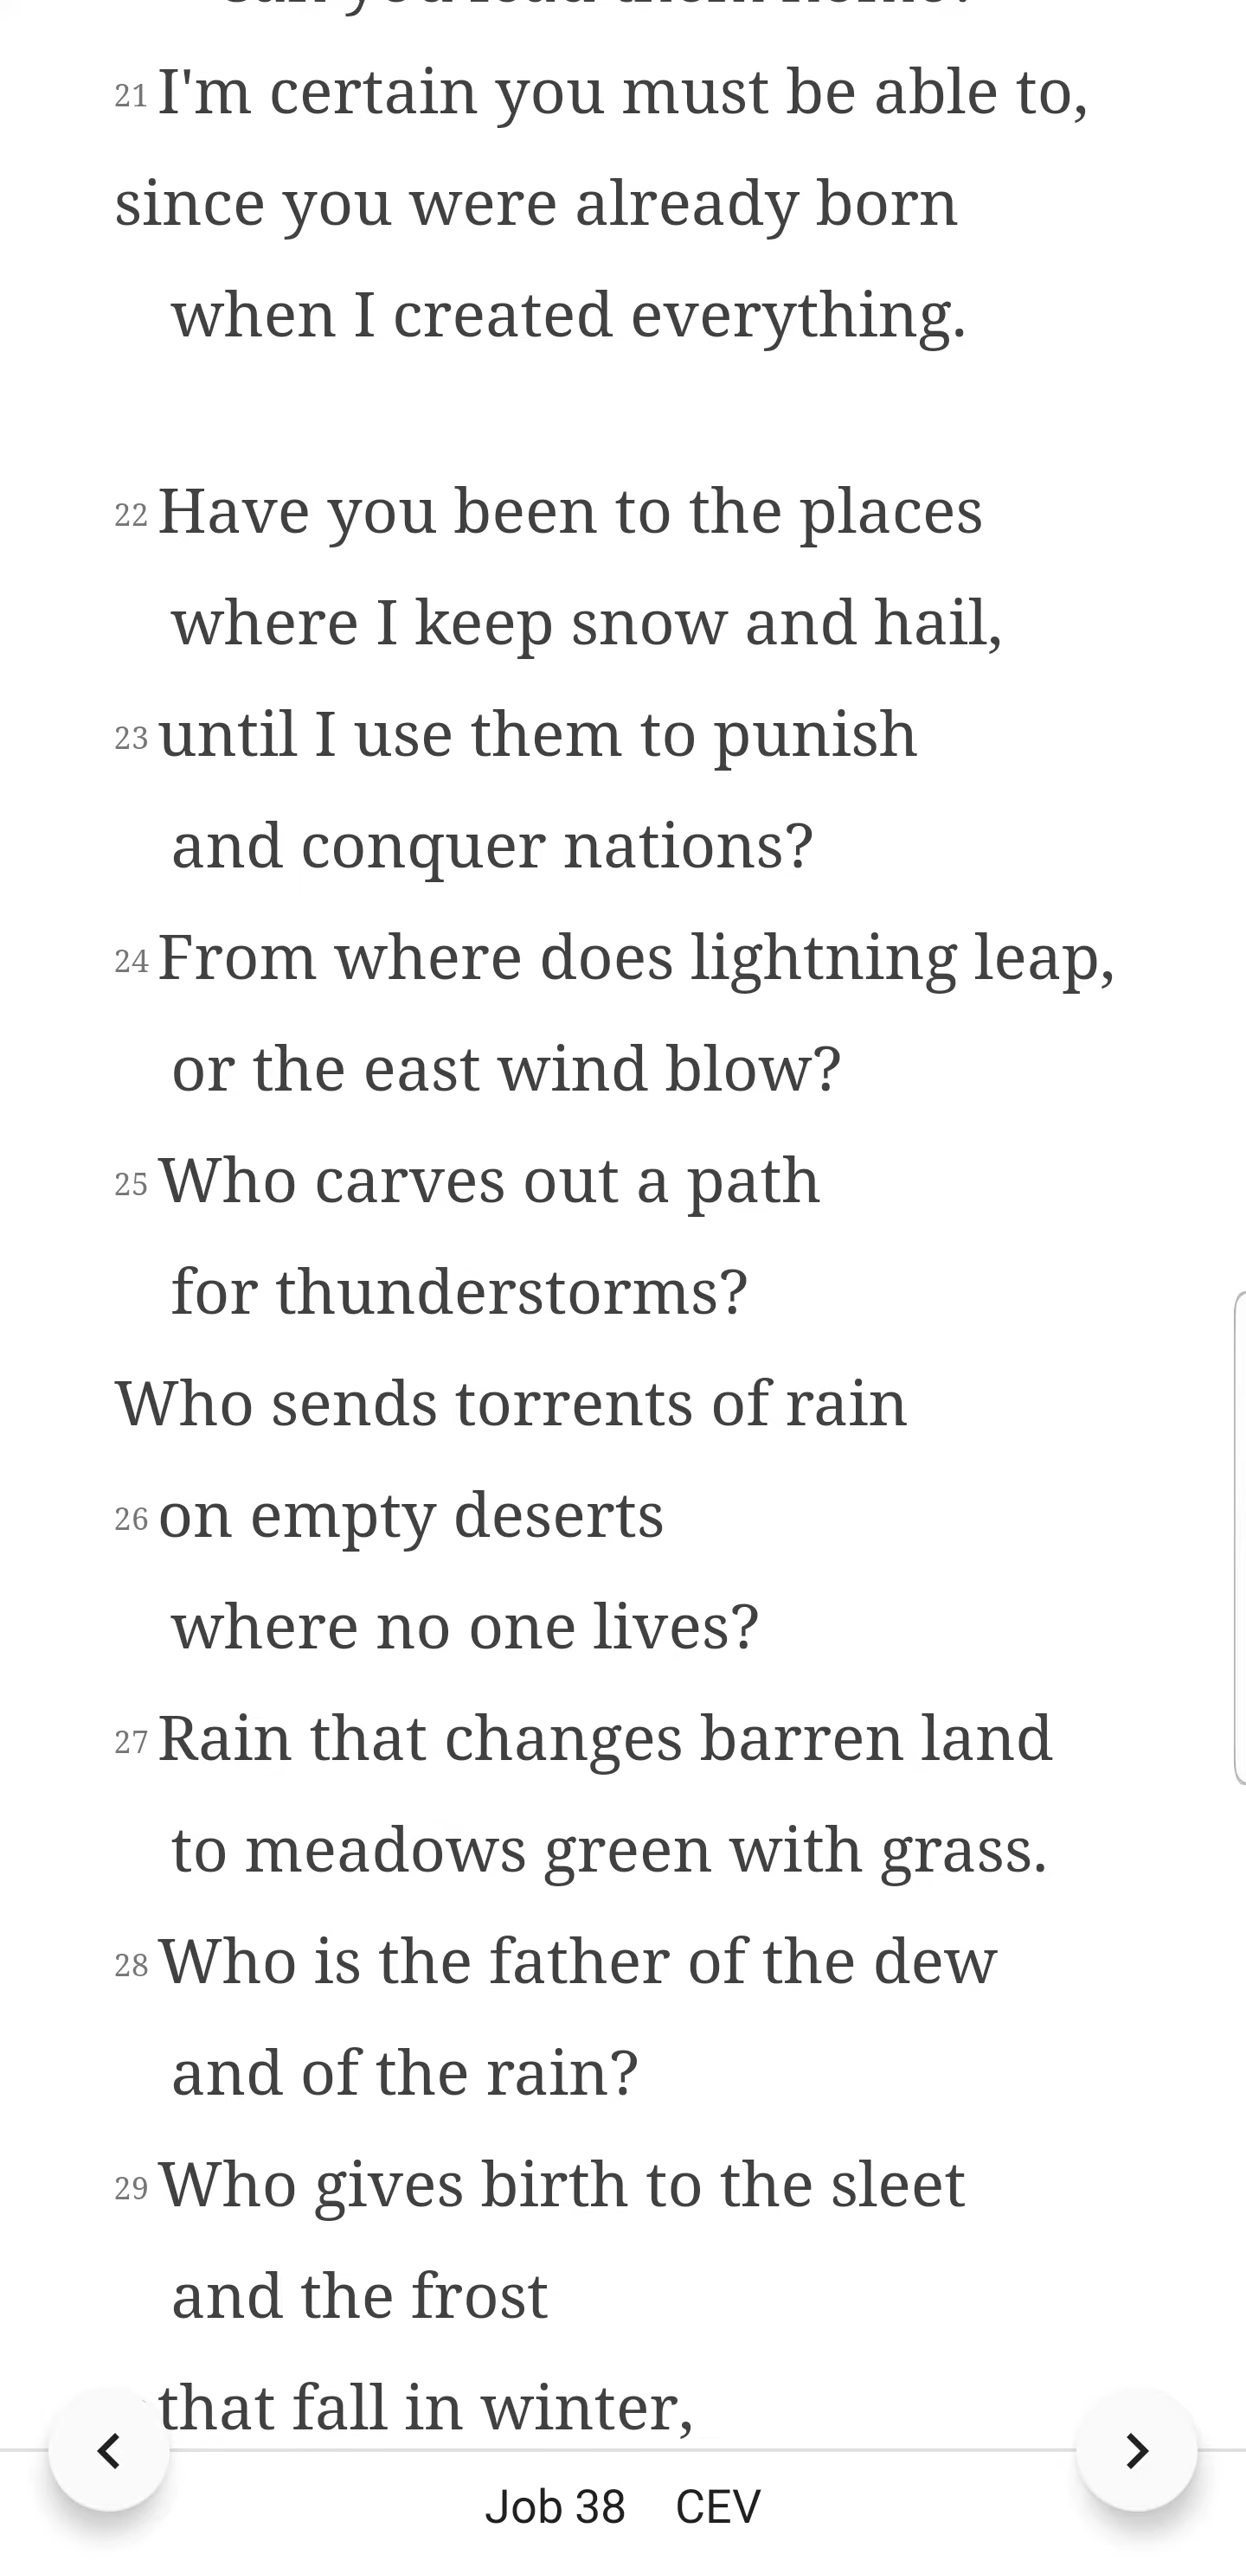 21 I'm certain you must be able to,
since you were already born
when I created everything.
22 Have you been to the places
where I keep snow and hail,
23 until I use them to punish
and conquer nations?
24 From where does lightning leap,
or the east wind blow?
25 Who carves out a path
for thunderstorms?
Who sends torrents of rain
26 on empty deserts
where no one lives?
27 Rain that changes barren land
to meadows green with grass.
28 Who is the father of the dew
and of the rain?
29 Who gives birth to the sleet
and the frost
that fall in winter,
Job 38 CEV